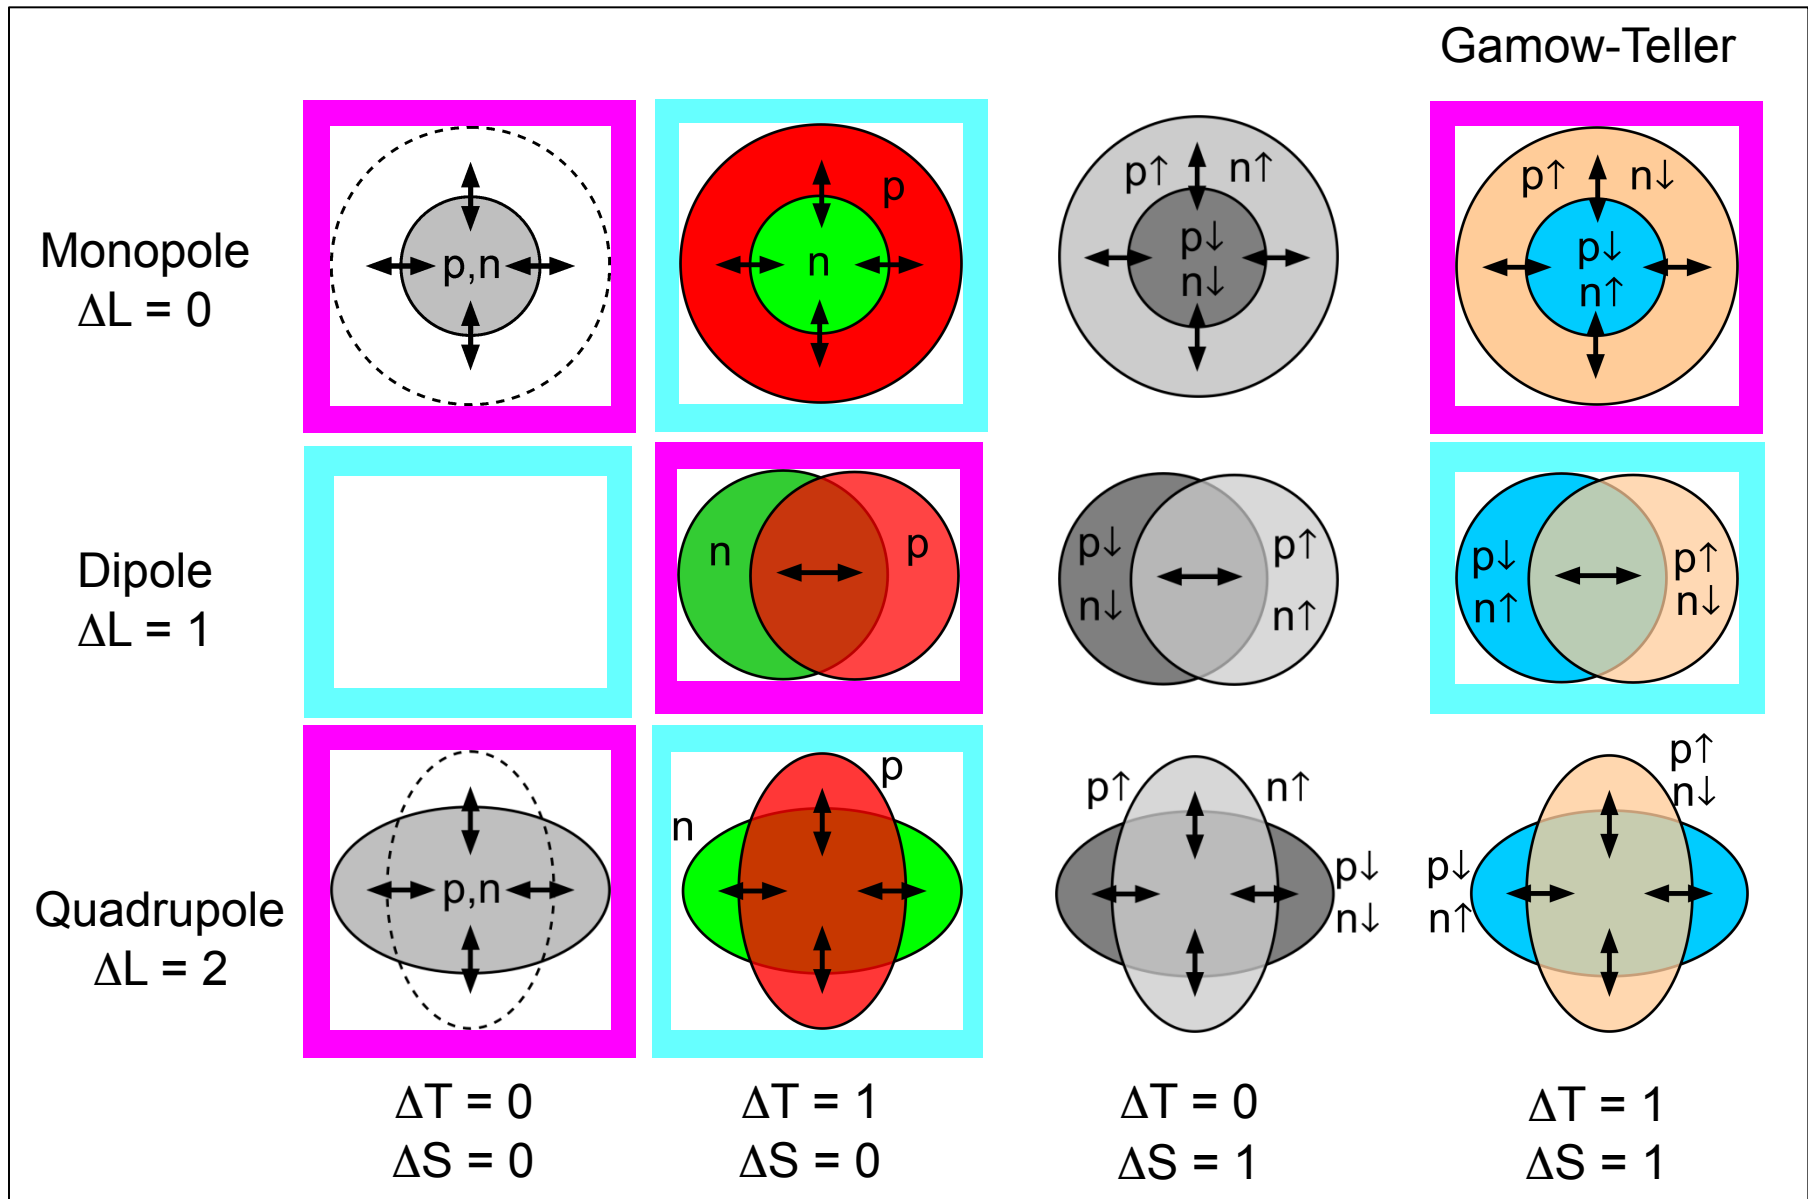 Gamow-Teller
Monopole
ΔL = 0
p,n
p
n
p↑ n↑
p↓
n↓
p↑ n↓
p↓
n↑
Dipole
ΔL = 1
n p
p↓ p↑
n↓ n↑
p↓ p↑
n↑ n↓
Quadrupole
ΔL = 2
p,n
p
n
p↑ n↑
p↓
n↓
p↑
n↓
p↓
n↑
ΔT = 0 ΔT = 1 ΔT = 0 ΔT = 1
ΔS = 0 ΔS = 0 ΔS = 1 ΔS = 1